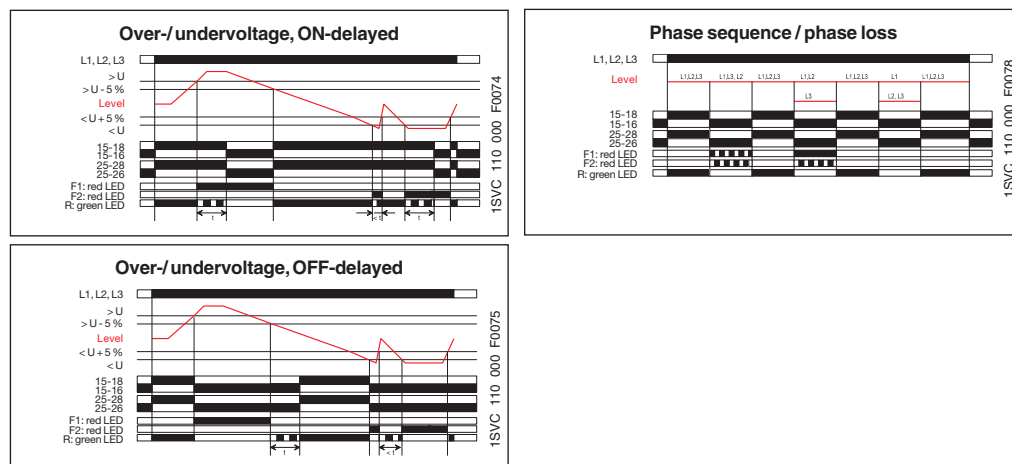 Over-/ undervoltage, ON-delayed
L1, L2, L3
> U
> U - 5 %
Level
< U + 5 %
< U
15-18
15-16
25-28
25-26
F1: red LED
F2: red LED
R: green LED
t
< t
t
1SVC 110 000 F0074
Phase sequence / phase loss
L1, L2, L3
Level
L1,L2,L3
L1,L3, L2
L1,L2,L3
L1,L2
L1,L2,L3
L1
L1,L2,L3
L3
L2, L3
15-18
15-16
25-28
25-26
F1: red LED
F2: red LED
R: green LED
1SVC 110 000 F0078
Over-/ undervoltage, OFF-delayed
L1, L2, L3
> U
> U - 5 %
Level
< U + 5 %
< U
15-18
15-16
25-28
25-26
F1: red LED
F2: red LED
R: green LED
t
< t
1SVC 110 000 F0075